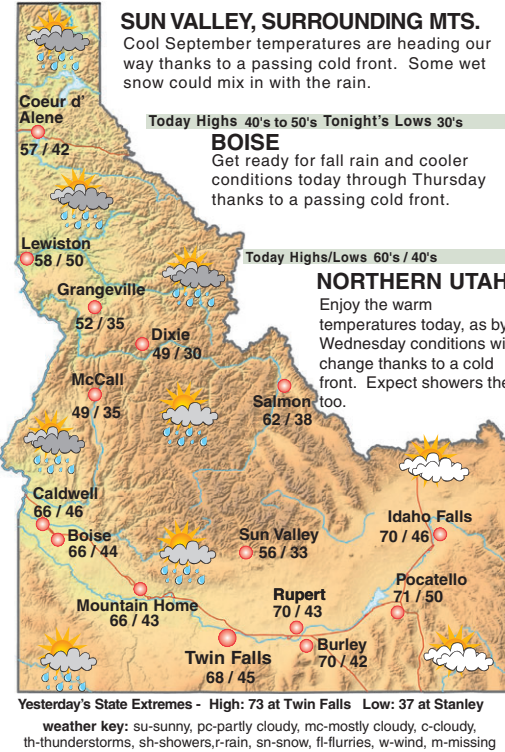 SUN VALLEY, SURROUNDING MTS.
Cool September temperatures are heading our
way thanks to a passing cold front.  Some wet
snow could mix in with the rain.
Today Highs 40's to 50's Tonight's Lows 30's
BOISE
Get ready for fall rain and cooler
conditions today through Thursday
thanks to a passing cold front.
Today Highs/Lows 60's / 40's
NORTHERN UTAH
Enjoy the warm
temperatures today, as by
Wednesday conditions wi
change thanks to a cold
front.  Expect showers the
too.
Coeur d'
Alene
57 / 42
Lewiston
58 / 50
Grangeville
52 / 35
Dixie
49 / 30
McCall
49 / 35
Salmon
62 / 38
Caldwell
66 / 46
Boise
66 / 44
Sun Valley
56 / 33
Idaho Falls
70 / 46
Pocatello
71 / 50
Mountain Home
66 / 43
Rupert
70 / 43
Burley
70 / 42
Twin Falls
68 / 45
Yesterday's State Extremes - High: 73 at Twin Falls  Low: 37 at Stanley
weather key: su-sunny, pc-partly cloudy, mc-mostly cloudy, c-cloudy,
th-thunderstorms, sh-showers,r-rain, sn-snow, fl-flurries, w-wind, m-missing